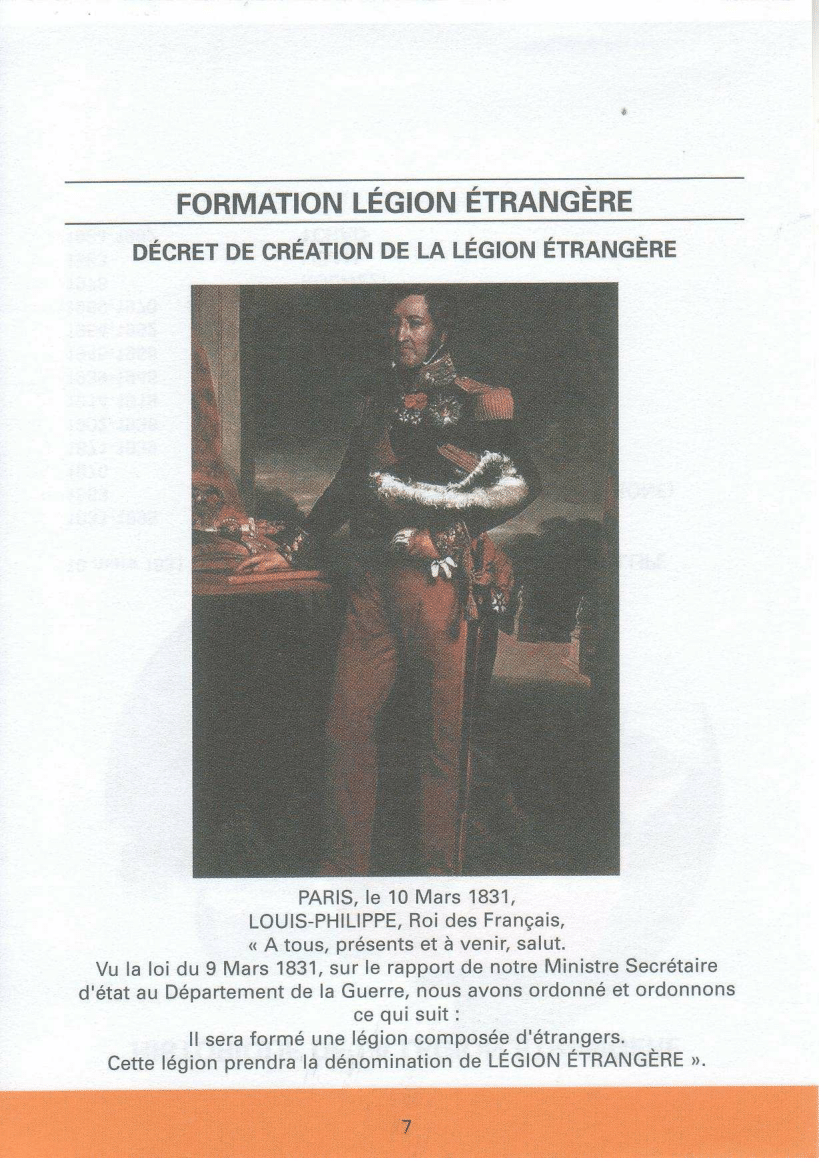 FORMATION LÉGION ÉTRANGÈRE
DÉCRET DE CRÉATION DE LA LÉGION ÉTRANGÈRE
PARIS, le 10 Mars 1831,
LOUIS-PHILIPPE, Roi des Français,
« A tous, présents et à venir, salut.
Vu la loi du 9 Mars 1831, sur le rapport de notre Ministre Secrétaire
d'état au Département de la Guerre, nous avons ordonné et ordonnons
ce qui suit :
Il sera formé une légion composée d'étrangers.
Cette légion prendra la dénomination de LÉGION ÉTRANGÈRE ».
7